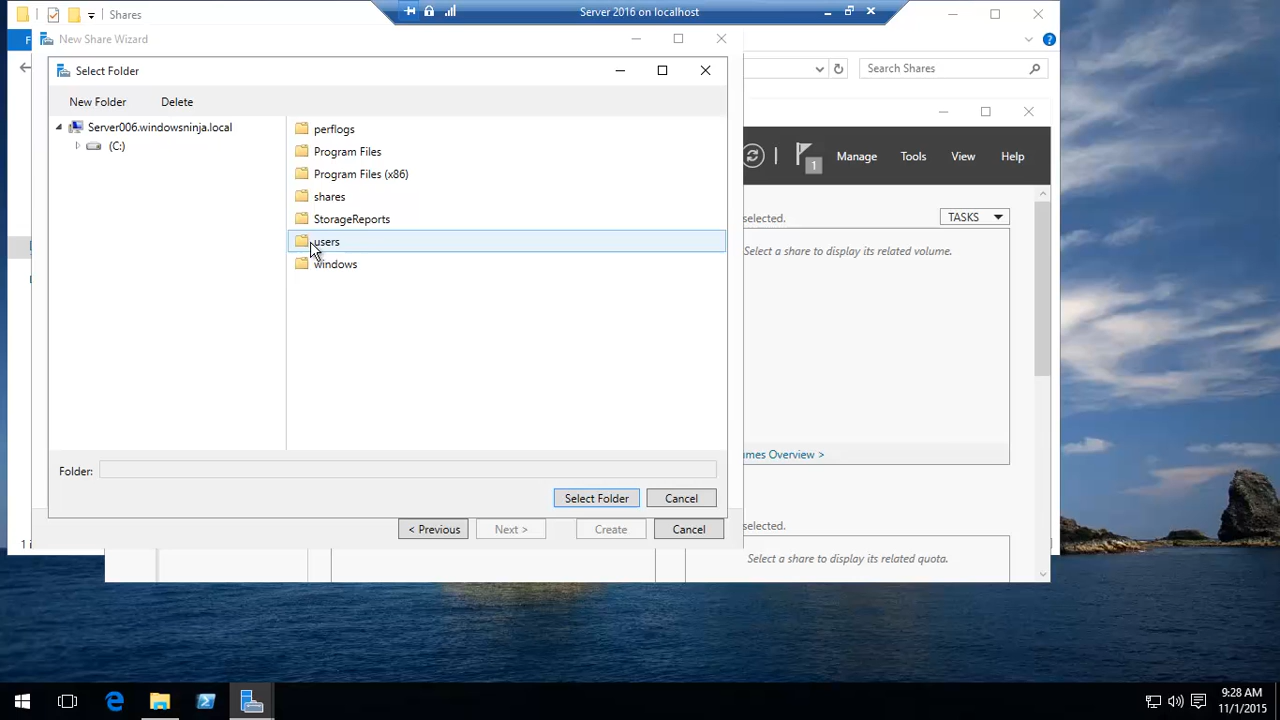 Shares
Server 2016 on localhost
New Share Wizard
Select Folder
Search Shares
New Folder Delete
Server006.windowsninja.local
(C:)
perflogs
Program Files
Program Files (x86)
shares
StorageReports
users
windows
1
Manage Tools View Help
selected.
TASKS
Select a share to display its related volume.
umes Overview >
Folder:
Select Folder Cancel
< Previous Next > Create Cancel
selected.
Select a share to display its related quota.
9:28 AM
11/1/2015